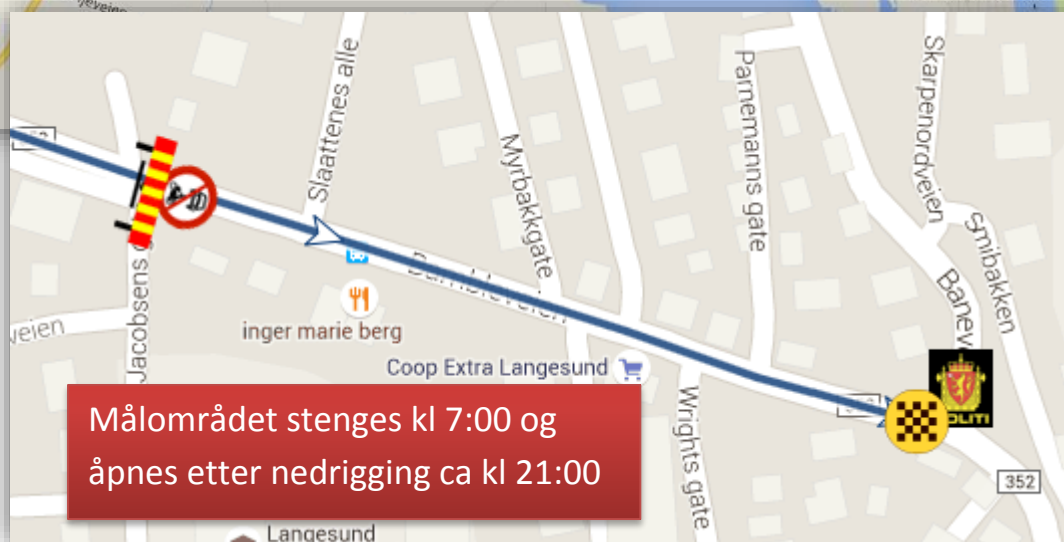 Slaattenes alle
Myrbakkgate
Parnemanns gate
Skarpenordveien
Smibakken
Jacobsens
veien
inger marie berg
Coop Extra Langesund
Wrights gate
352
Målområdet stenges kl 7:00 og
åpnes etter nedrigging ca kl 21:00
Langesund